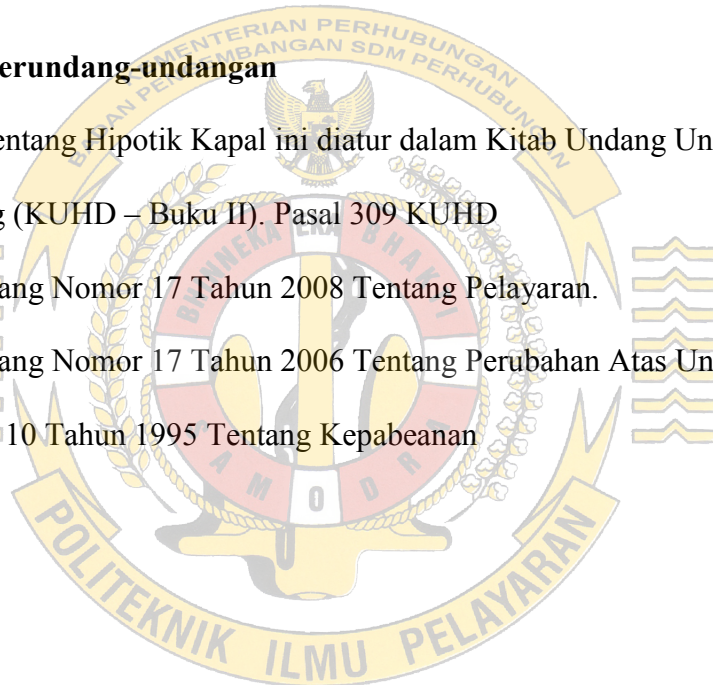 erundang-undangan
entang Hipotik Kapal ini diatur dalam Kitab Undang Un
g (KUHD – Buku II). Pasal 309 KUHD
ang Nomor 17 Tahun 2008 Tentang Pelayaran.
ang Nomor 17 Tahun 2006 Tentang Perubahan Atas Un
10 Tahun 1995 Tentang Kepabeanan
KEMENTERIAN PERHUBUNGAN
BADAN PENGEMBANGAN SDM PERHUBUNGAN
BHUNNEKA ERA BHAKTI
SAMODRA
POLITEKNIK ILMU PELAYARAN